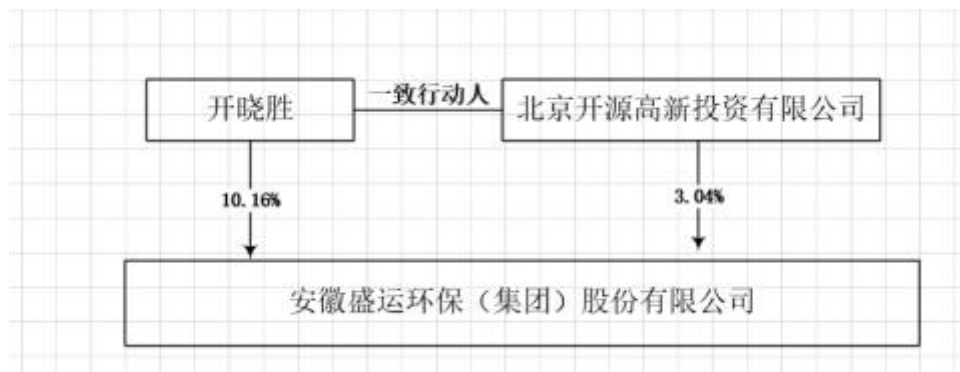 开晓胜
一致行动人
北京开源高新投资有限公司
10.16%
3.04%
安徽盛运环保（集团）股份有限公司